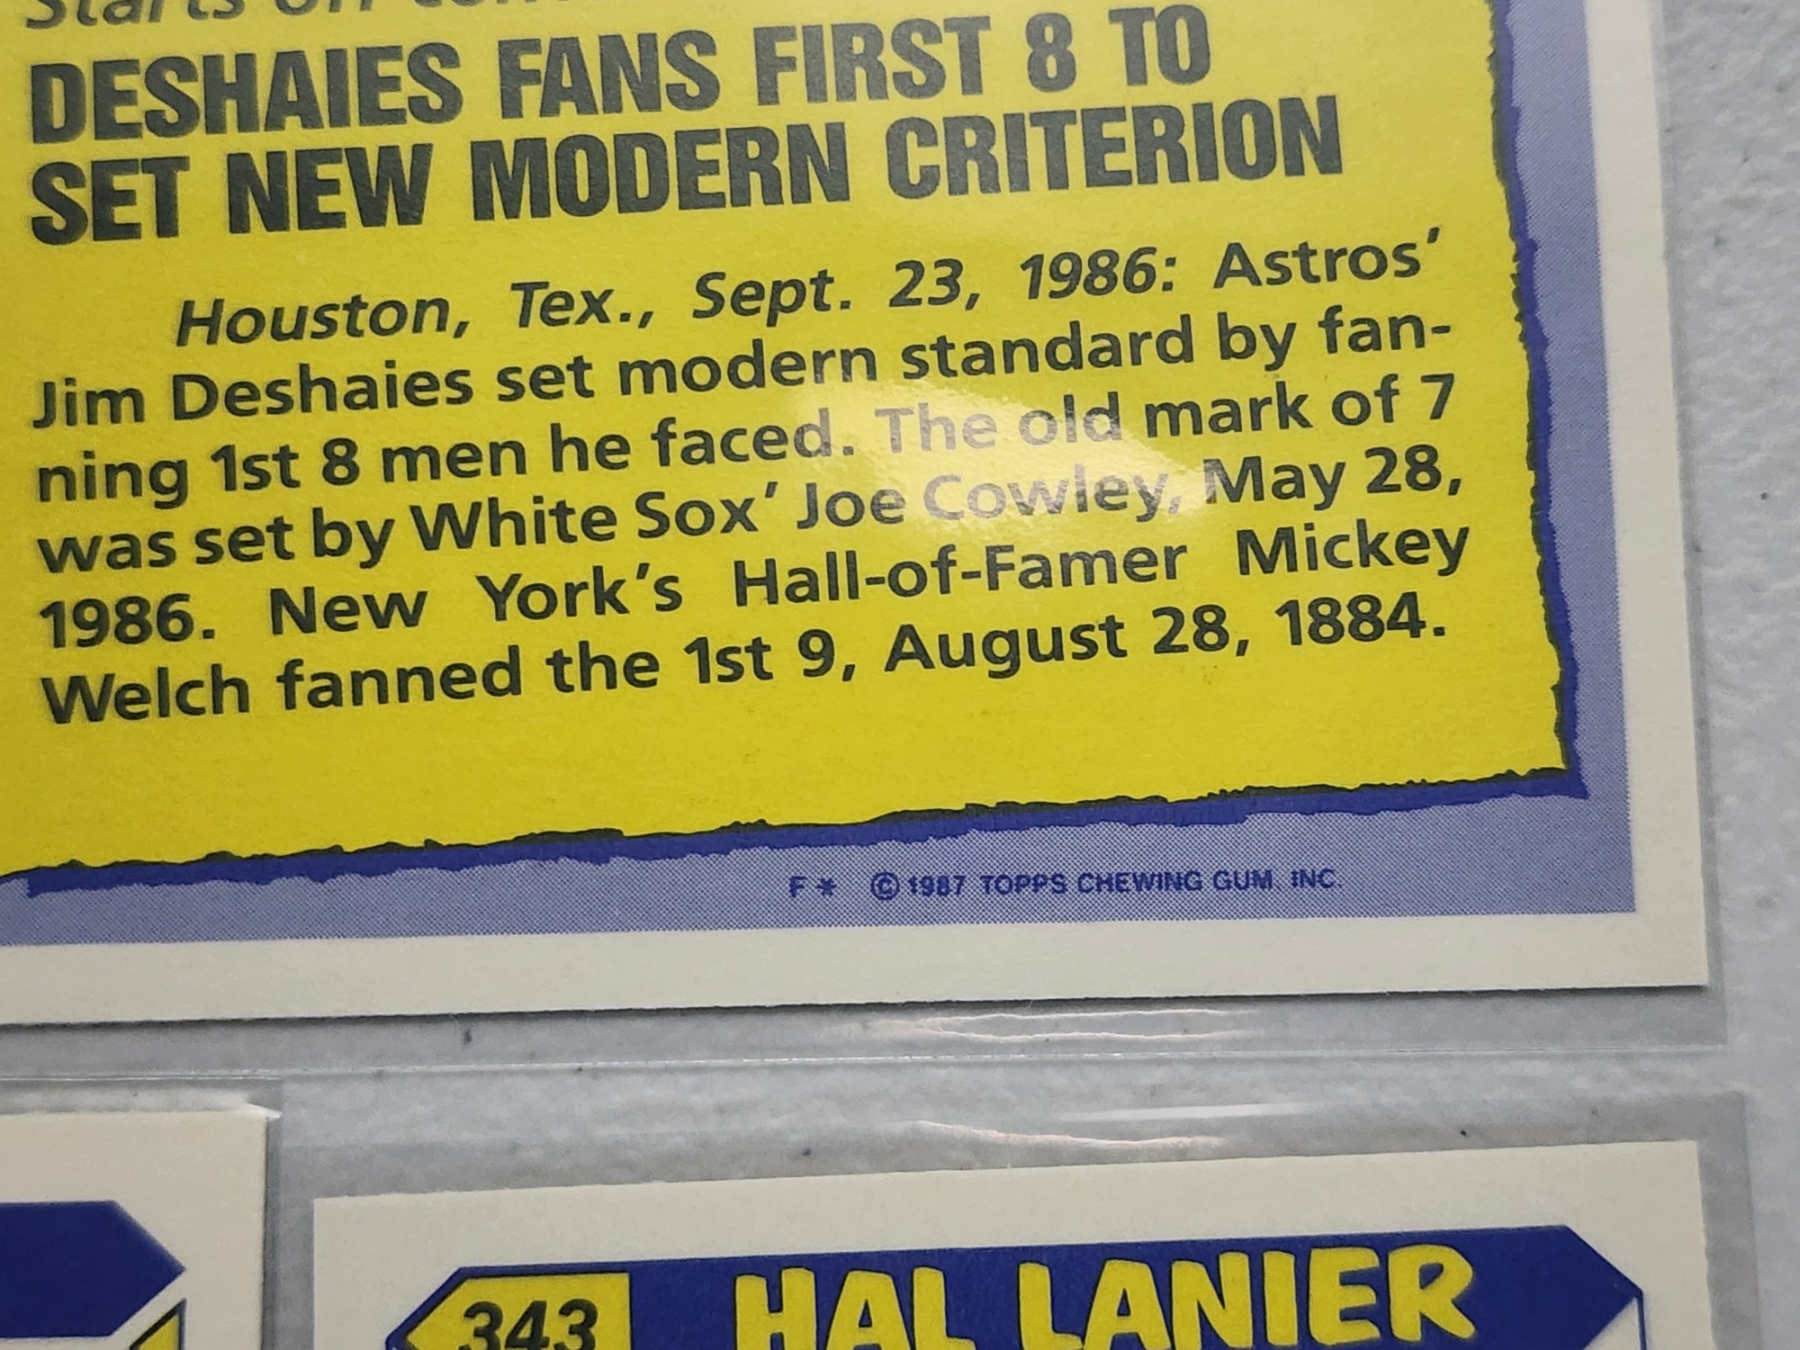 Starts off
DESHAIES FANS FIRST 8 TO
SET NEW MODERN CRITERION
Houston, Tex., Sept. 23, 1986: Astros'
Jim Deshaies set modern standard by fan-
ning 1st 8 men he faced. The old mark of 7
was set by White Sox' Joe Cowley, May 28,
1986. New York's Hall-of-Famer Mickey
Welch fanned the 1st 9, August 28, 1884.
F * © 1987 TOPPS CHEWING GUM, INC.
343 HAL LANIER